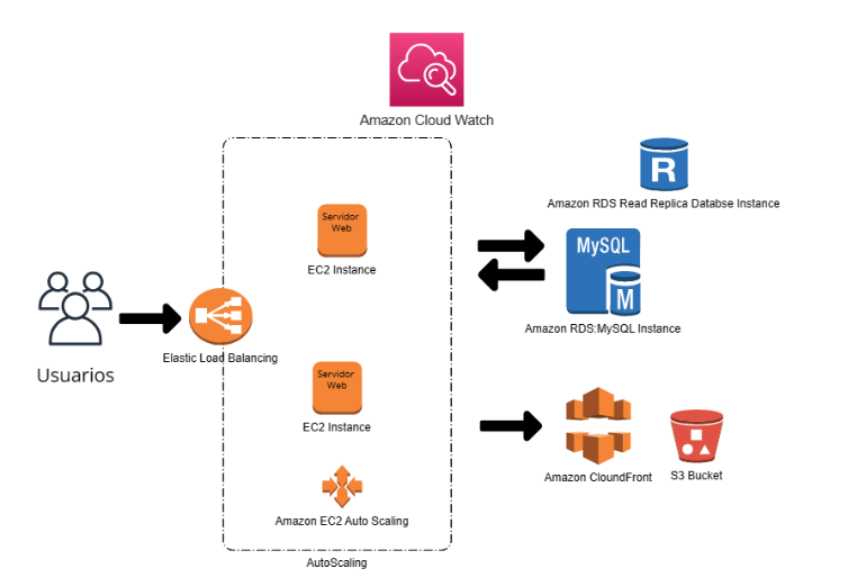 Amazon Cloud Watch
R
Amazon RDS Read Replica Databse Instance
Servidor
Web
EC2 Instance
MySQL
M
Amazon RDS:MySQL Instance
Usuarios
Elastic Load Balancing
Servidor
Web
EC2 Instance
Amazon CloundFront
S3 Bucket
Amazon EC2 Auto Scaling
AutoScaling